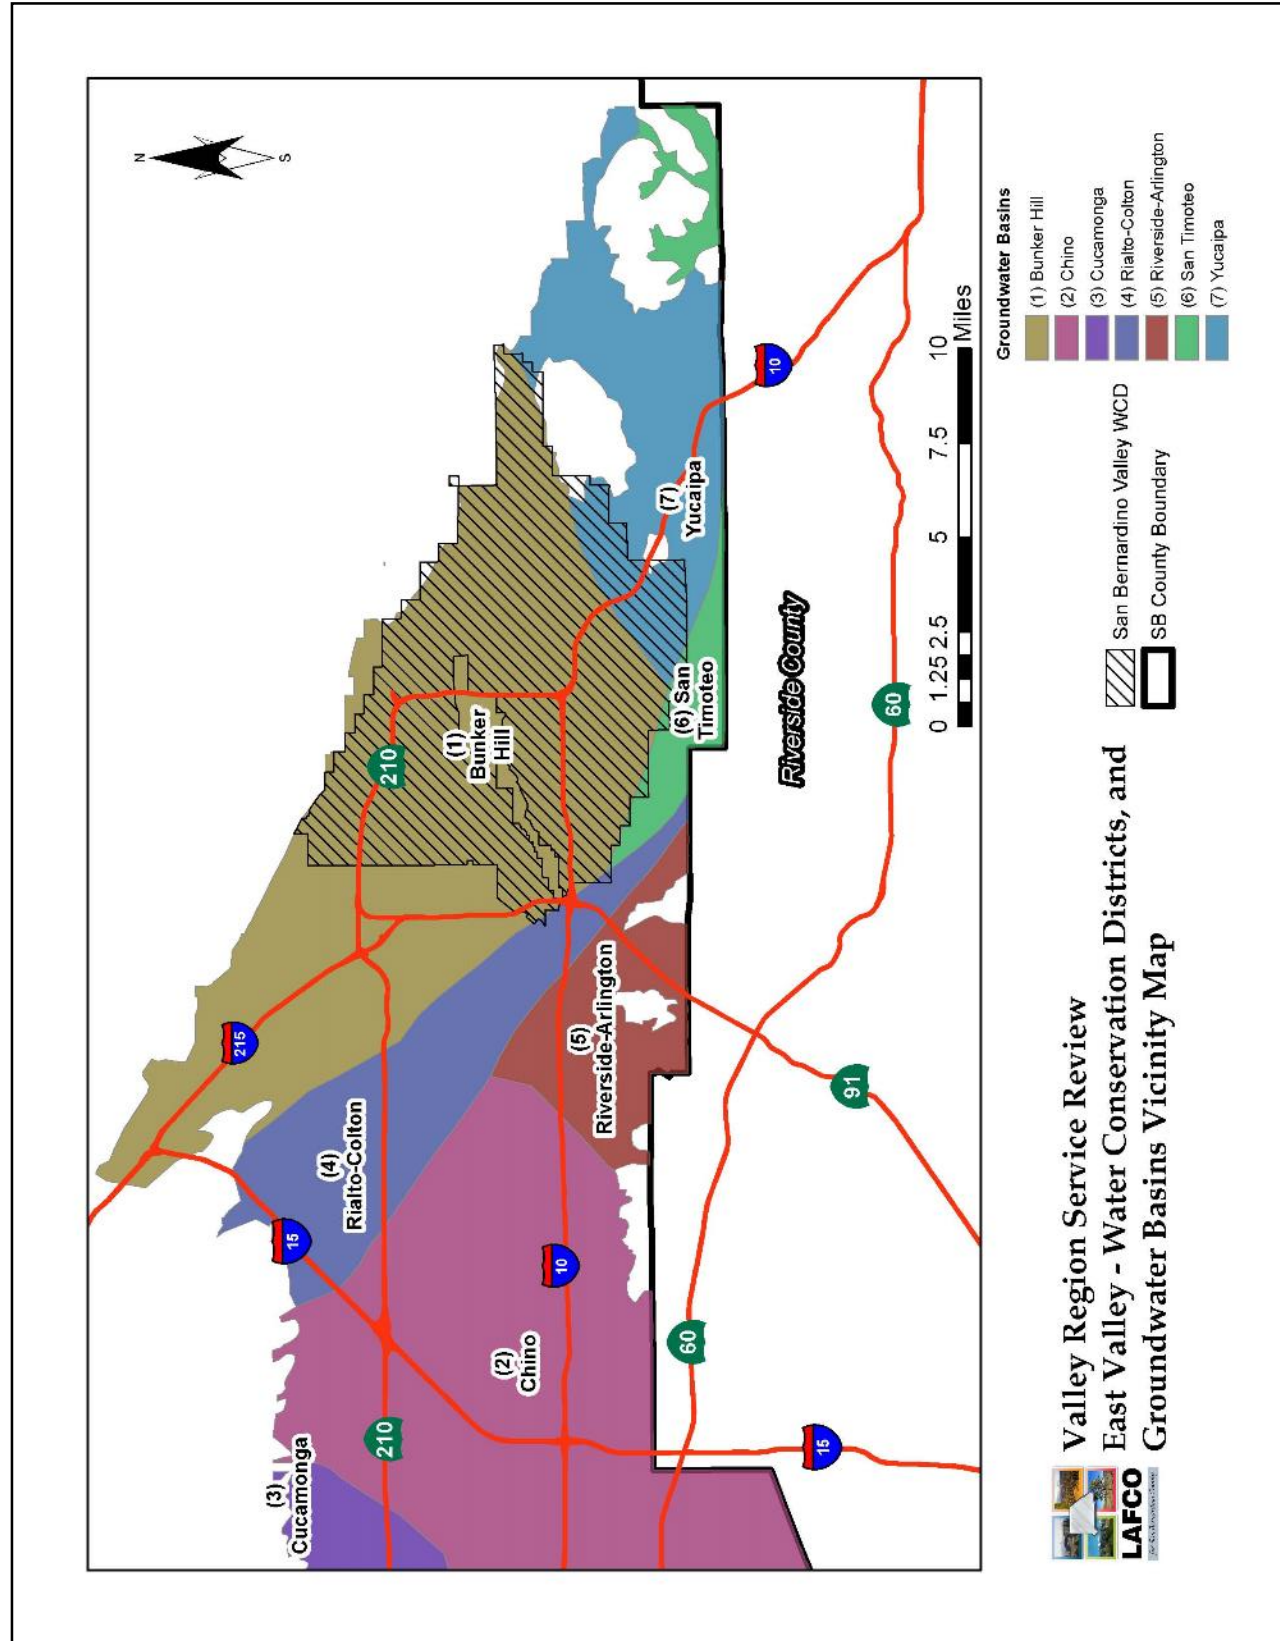 N
S
215
15
210
(3)
Cucamonga
(4)
Rialto-Colton
210
(2)
Chino
10
(5)
Riverside-Arlington
(1)
Bunker
Hill
(6) San
Timoteo
(7)
Yucaipa
10
Riverside County
60
60
91
15
0 1.25 2.5 5 7.5 10
Miles
LAFCO
Valley Region Service Review
East Valley - Water Conservation Districts, and
Groundwater Basins Vicinity Map
San Bernardino Valley WCD
SB County Boundary
Groundwater Basins
(1) Bunker Hill
(2) Chino
(3) Cucamonga
(4) Rialto-Colton
(5) Riverside-Arlington
(6) San Timoteo
(7) Yucaipa